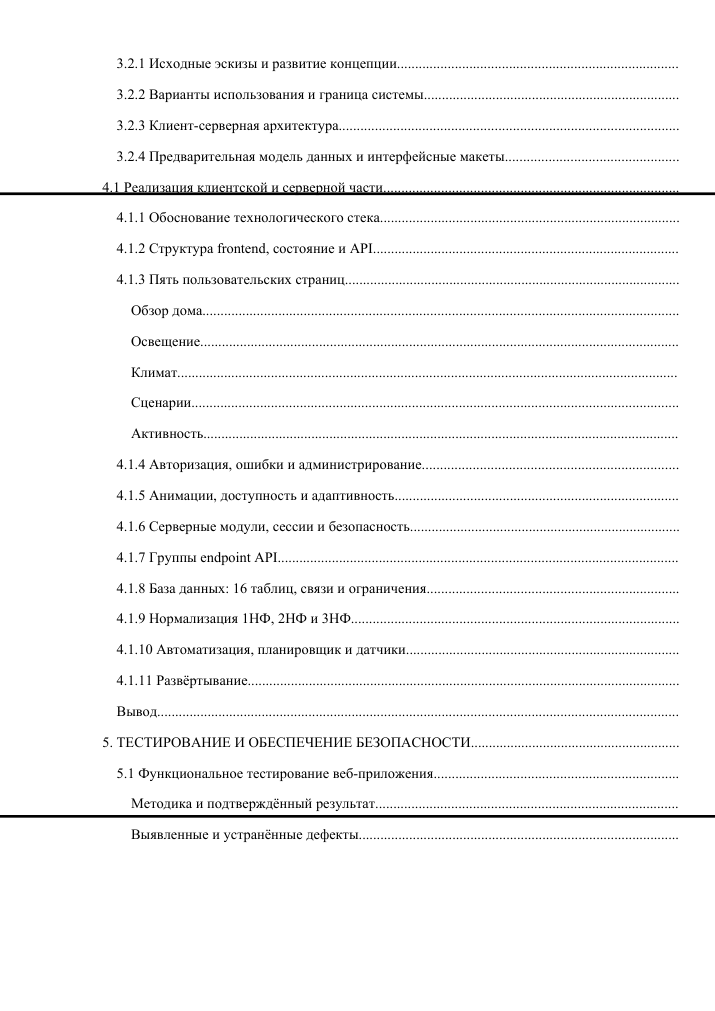 3.2.1 Исходные эскизы и развитие концепции................................................................................
3.2.2 Варианты использования и граница системы........................................................................
3.2.3 Клиент-серверная архитектура................................................................................................
3.2.4 Предварительная модель данных и интерфейсные макеты.................................................
4.1 Реализация клиентской и серверной части...................................................................................
4.1.1 Обоснование технологического стека....................................................................................
4.1.2 Структура frontend, состояние и API......................................................................................
4.1.3 Пять пользовательских страниц..............................................................................................
Обзор дома......................................................................................................................................
Освещение.......................................................................................................................................
Климат.............................................................................................................................................
Сценарии.........................................................................................................................................
Активность......................................................................................................................................
4.1.4 Авторизация, ошибки и администрирование.........................................................................
4.1.5 Анимации, доступность и адаптивность................................................................................
4.1.6 Серверные модули, сессии и безопасность............................................................................
4.1.7 Группы endpoint API.................................................................................................................
4.1.8 База данных: 16 таблиц, связи и ограничения.......................................................................
4.1.9 Нормализация 1НФ, 2НФ и 3НФ............................................................................................
4.1.10 Автоматизация, планировщик и датчики.............................................................................
4.1.11 Развёртывание.........................................................................................................................
Вывод...................................................................................................................................................
5. ТЕСТИРОВАНИЕ И ОБЕСПЕЧЕНИЕ БЕЗОПАСНОСТИ...........................................................
5.1 Функциональное тестирование веб-приложения.....................................................................
Методика и подтверждённый результат.....................................................................................
Выявленные и устранённые дефекты..........................................................................................